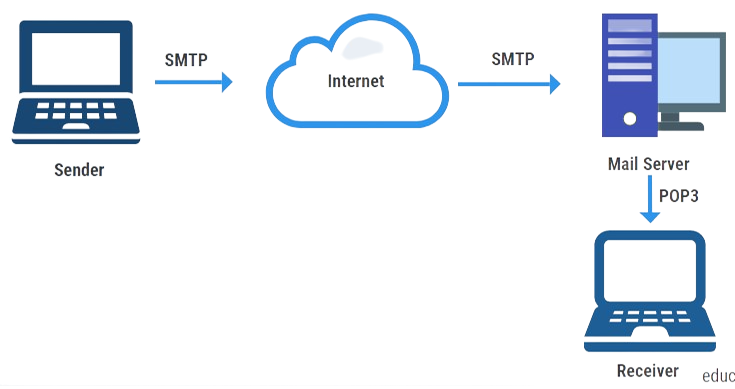 SMTP
SMTP
Internet
Sender
Mail Server
POP3
Receiver
educ